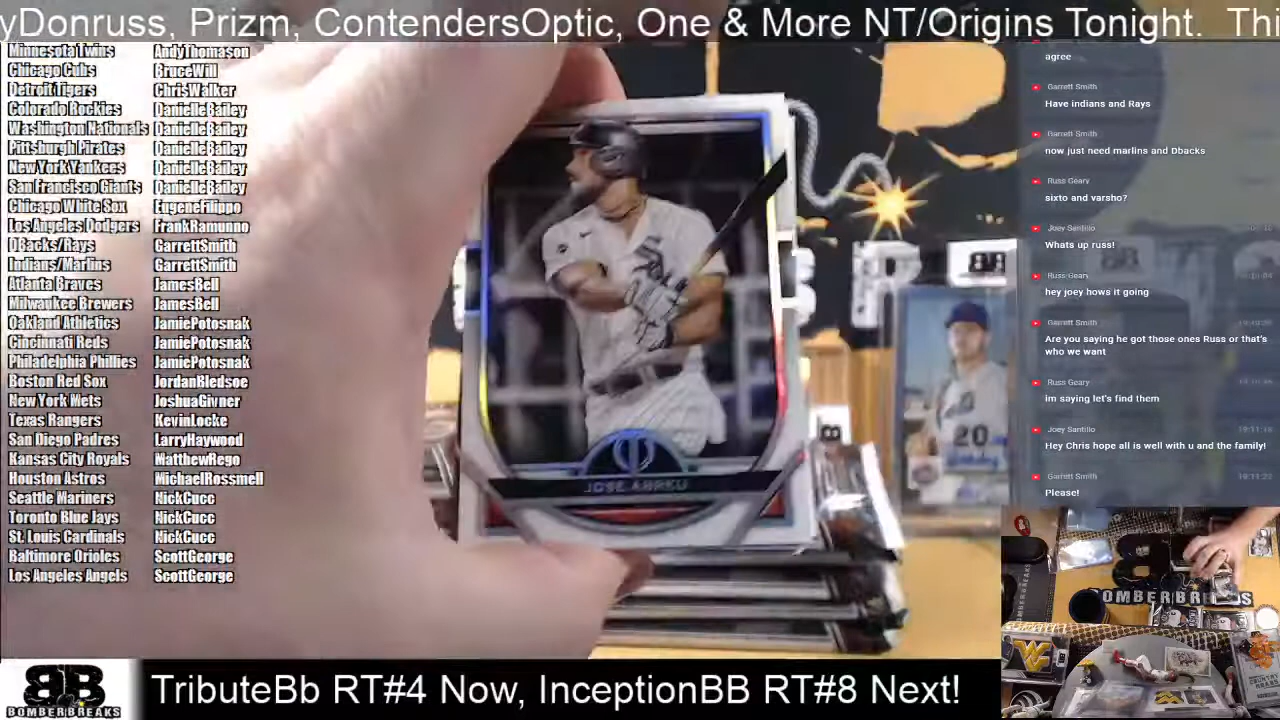 yDonruss, Prizm, ContendersOptic, One & More NT/Origins Tonight. Thi
Minnesota Twins AndyThomason
Chicago Cubs BruceWill
Detroit Tigers ChrisWalker
Colorado Rockies DanielleBailey
Washington Nationals DanielleBailey
Pittsburgh Pirates DanielleBailey
New York Yankees DanielleBailey
San Francisco Giants DanielleBailey
Chicago White Sox EugeneFilippo
Los Angeles Dodgers FrankRamunno
DBacks/Rays GarrettSmith
Indians/Marlins GarrettSmith
Atlanta Braves JamesBell
Milwaukee Brewers JamesBell
Oakland Athletics JamiePotosnak
Cincinnati Reds JamiePotosnak
Philadelphia Phillies JamiePotosnak
Boston Red Sox JordanBledsoe
New York Mets JoshuaGivner
Texas Rangers KevinLocke
San Diego Padres LarryHaywood
Kansas City Royals MatthewRego
Houston Astros MichaelRossmell
Seattle Mariners NickCucc
Toronto Blue Jays NickCucc
St. Louis Cardinals NickCucc
Baltimore Orioles ScottGeorge
Los Angeles Angels ScottGeorge
Sox
JOSE ABREU
BB
20
agree
Garrett Smith
Have indians and Rays
Garrett Smith
now just need marlins and Dbacks
Russ Geary
sixto and varsho?
Joey Santillo
Whats up russ!
Russ Geary
hey joey hows it going
Garrett Smith
Are you saying he got those ones Russ or that's
who we want
Russ Geary
im saying let's find them
Joey Santillo 19:11:16
Hey Chris hope all is well with u and the family!
Garrett Smith 19:11:22
Please!
BOMBERBREAKS
BB
BOMBERBREAKS
TributeBb RT#4 Now, InceptionBB RT#8 Next!